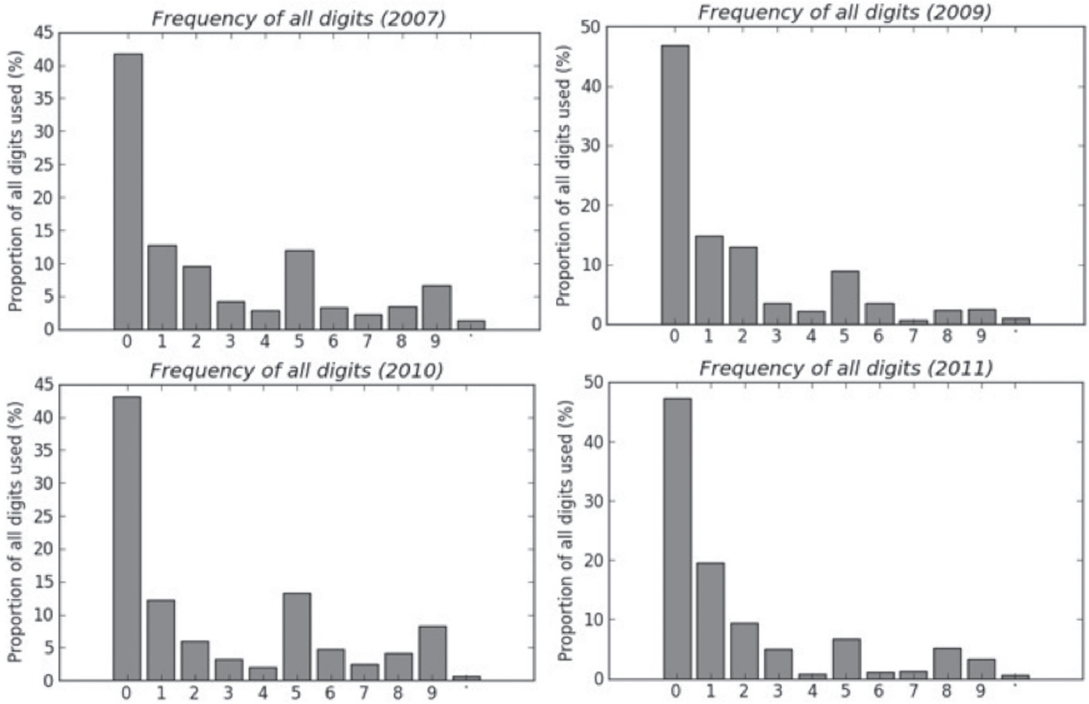 Frequency of all digits (2007)
Proportion of all digits used (%)
45
40
35
30
25
20
15
10
5
0
0 1 2 3 4 5 6 7 8 9 .
Frequency of all digits (2009)
Proportion of all digits used (%)
50
40
30
20
10
0
0 1 2 3 4 5 6 7 8 9 .
Frequency of all digits (2010)
Proportion of all digits used (%)
45
40
35
30
25
20
15
10
5
0
0 1 2 3 4 5 6 7 8 9 .
Frequency of all digits (2011)
Proportion of all digits used (%)
50
40
30
20
10
0
0 1 2 3 4 5 6 7 8 9 .